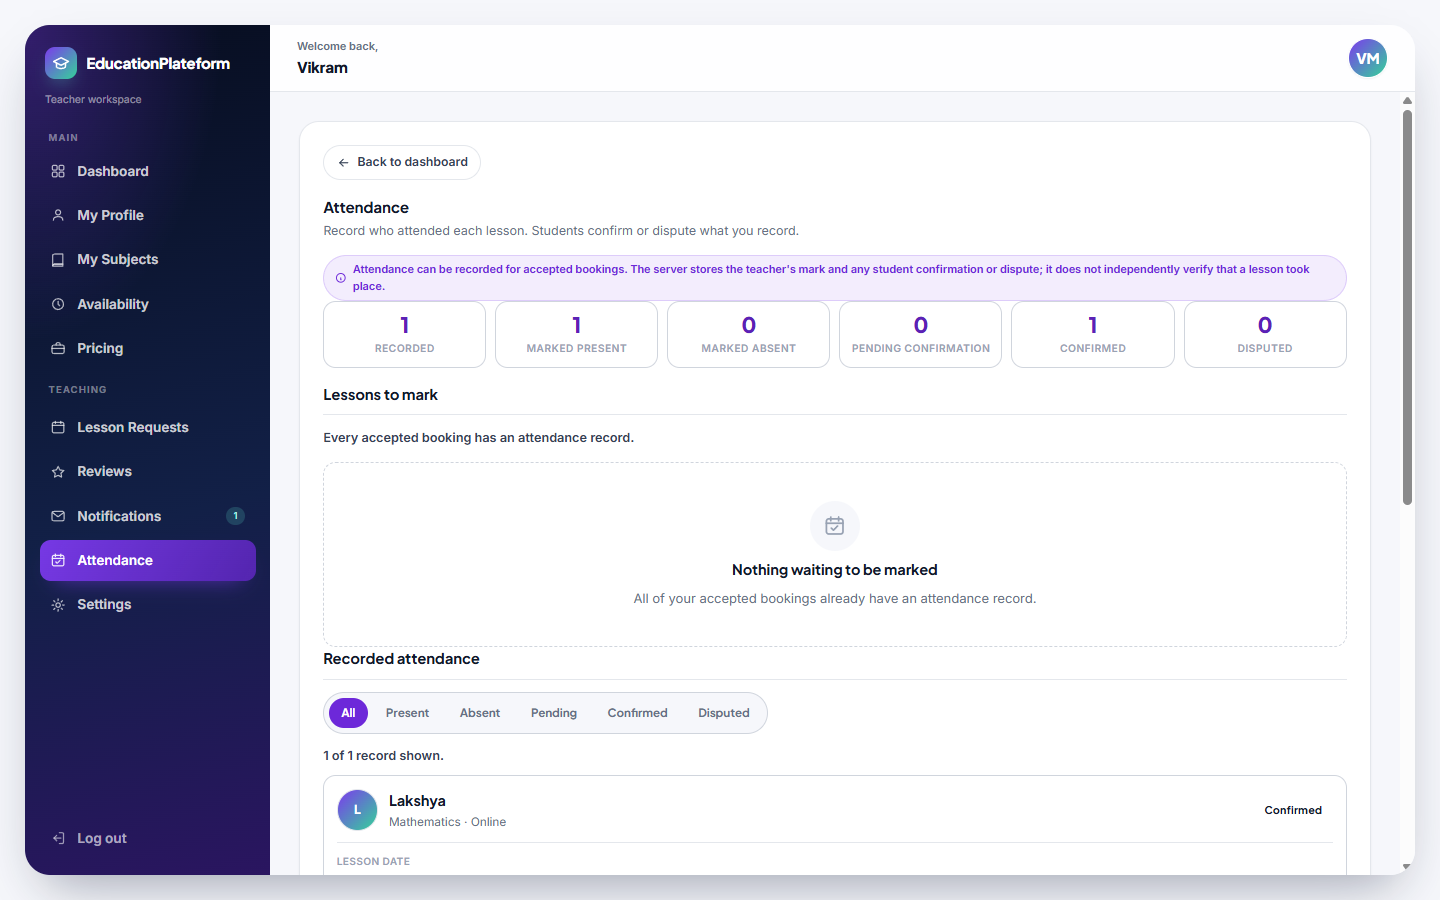 EducationPlateform
Teacher workspace
MAIN
Dashboard
My Profile
My Subjects
Availability
Pricing
TEACHING
Lesson Requests
Reviews
Notifications 1
Attendance
Settings
Log out
Welcome back,
Vikram
VM
Back to dashboard
Attendance
Record who attended each lesson. Students confirm or dispute what you record.
Attendance can be recorded for accepted bookings. The server stores the teacher's mark and any student confirmation or dispute; it does not independently verify that a lesson took
place.
1 1 0 0 1 0
RECORDED MARKED PRESENT MARKED ABSENT PENDING CONFIRMATION CONFIRMED DISPUTED
Lessons to mark
Every accepted booking has an attendance record.
Nothing waiting to be marked
All of your accepted bookings already have an attendance record.
Recorded attendance
All Present Absent Pending Confirmed Disputed
1 of 1 record shown.
L
Lakshya
Mathematics · Online
Confirmed
LESSON DATE